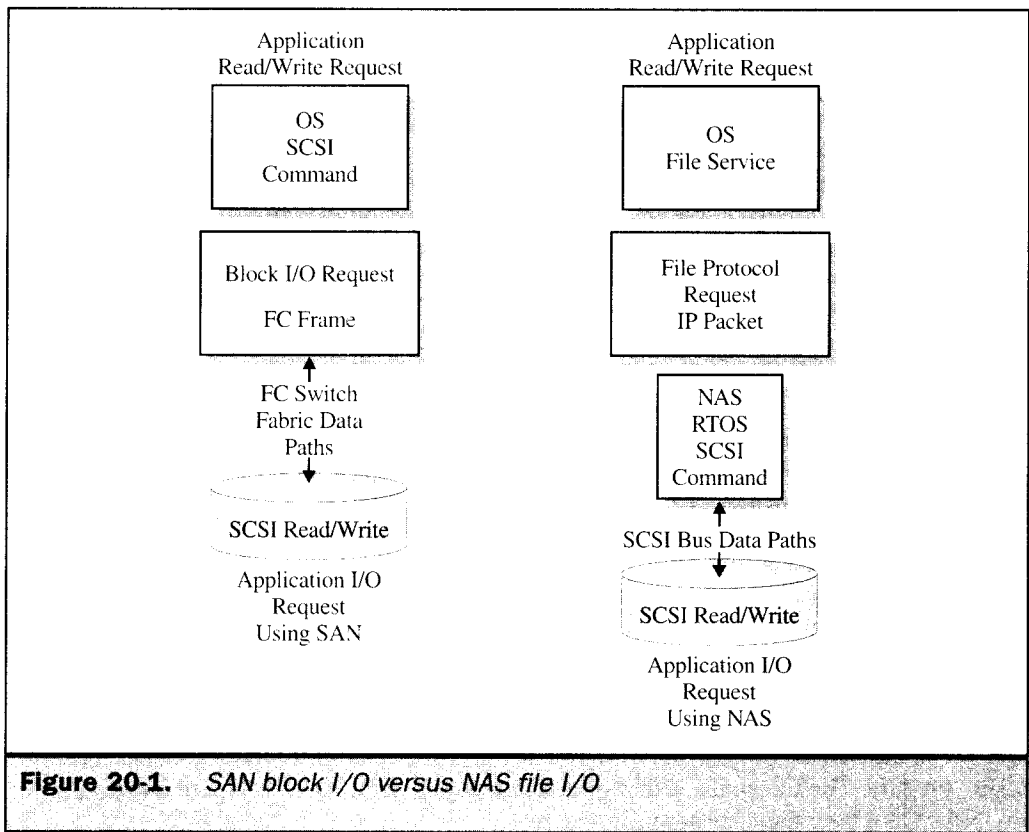 Application
Read/Write Request
OS
SCSI
Command
Block I/O Request
FC Frame
FC Switch
Fabric Data
Paths
SCSI Read/Write
Application I/O
Request
Using SAN
Application
Read/Write Request
OS
File Service
File Protocol
Request
IP Packet
NAS
RTOS
SCSI
Command
SCSI Bus Data Paths
SCSI Read/Write
Application I/O
Request
Using NAS
Figure 20-1. SAN block I/O versus NAS file I/O